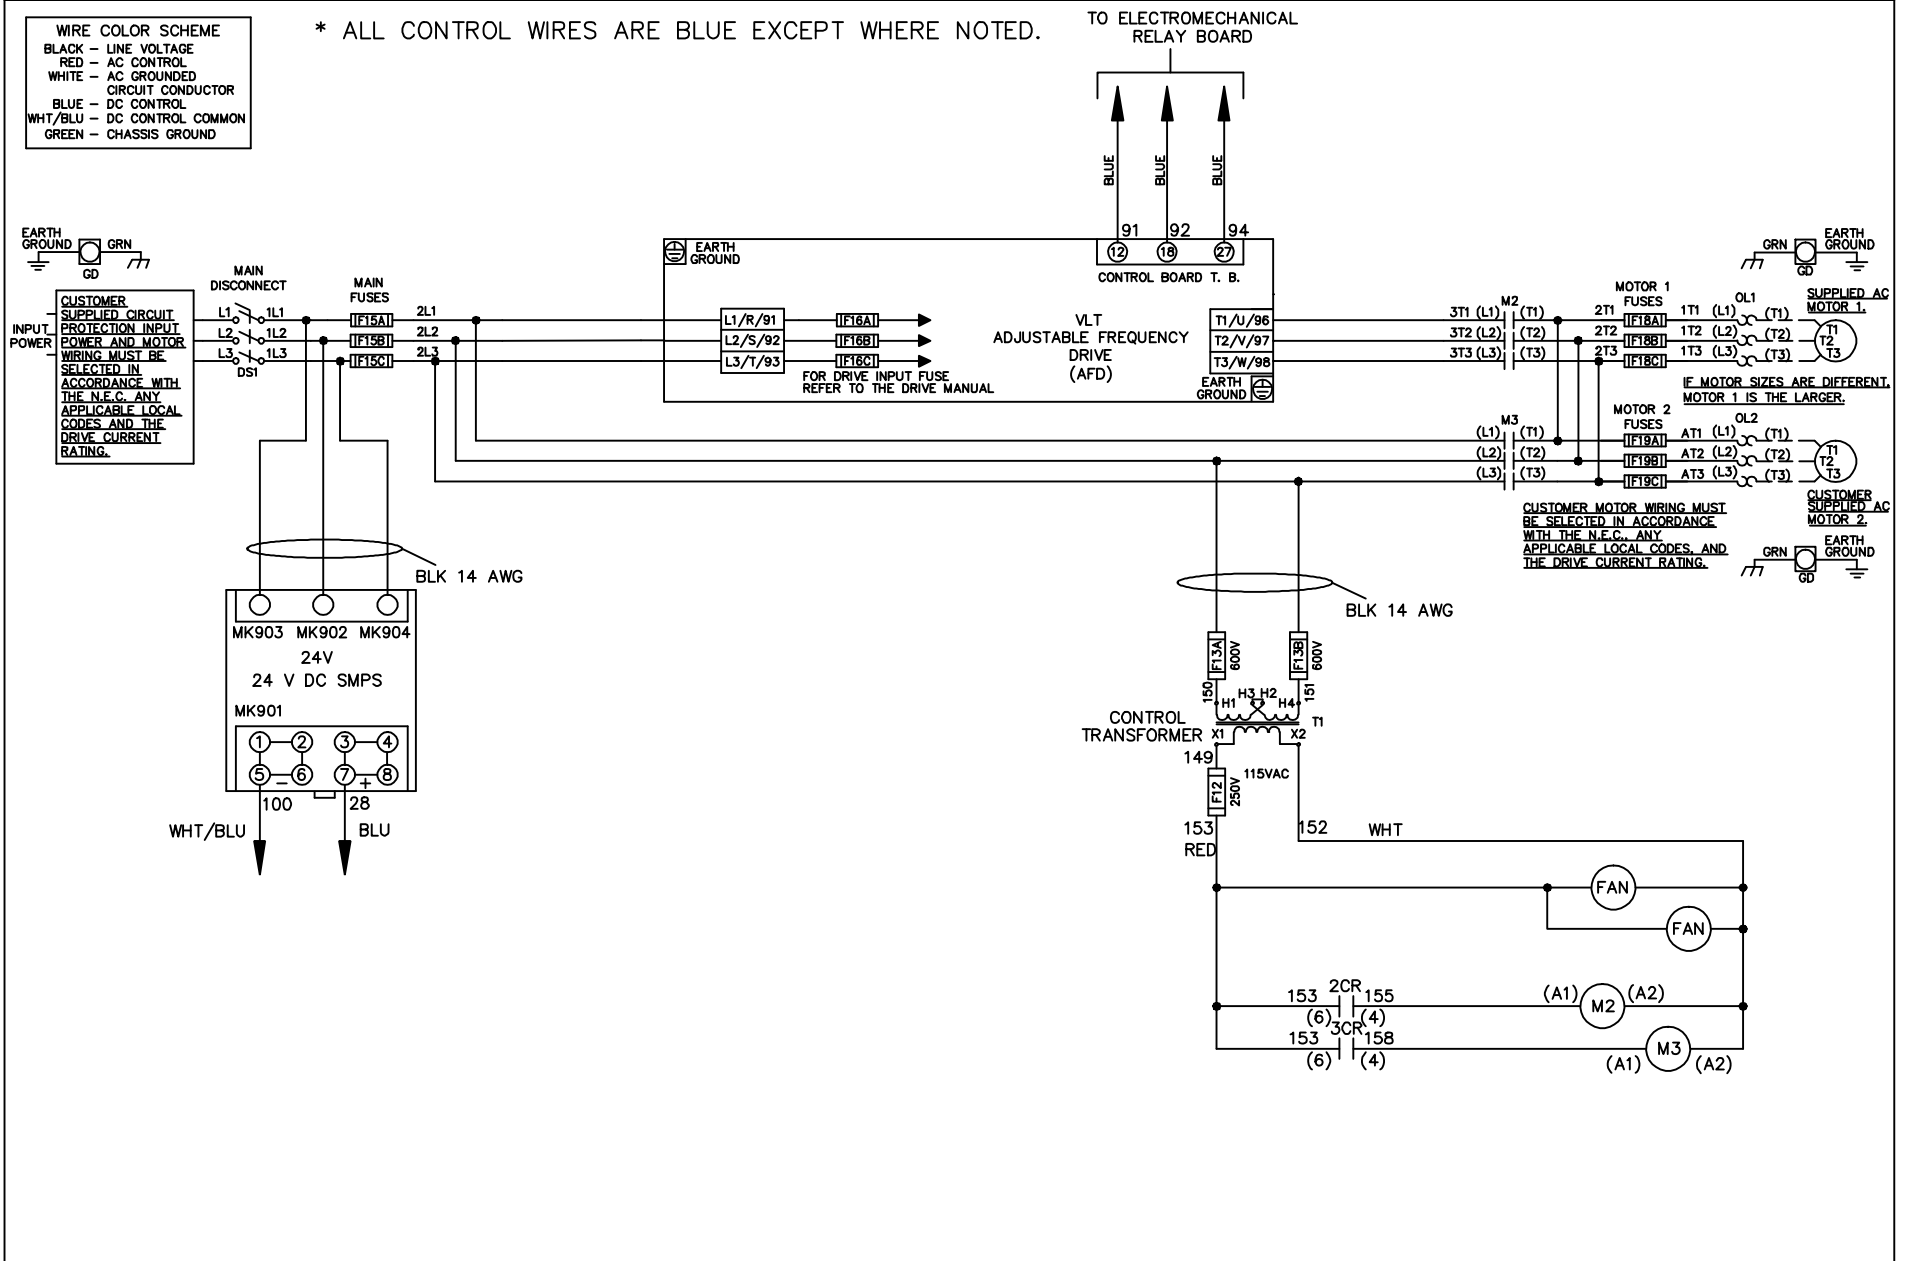 WIRE COLOR SCHEME
BLACK – LINE VOLTAGE
RED – AC CONTROL
WHITE – AC GROUNDED
CIRCUIT CONDUCTOR
BLUE – DC CONTROL
WHT/BLU – DC CONTROL COMMON
GREEN – CHASSIS GROUND
* ALL CONTROL WIRES ARE BLUE EXCEPT WHERE NOTED.
TO ELECTROMECHANICAL
RELAY BOARD
BLUE
BLUE
BLUE
91 92 94
12 18 27
CONTROL BOARD T. B.
EARTH
GROUND
GRN
GD
MAIN
DISCONNECT
MAIN
FUSES
INPUT
POWER
CUSTOMER
SUPPLIED CIRCUIT
PROTECTION INPUT
POWER AND MOTOR
WIRING MUST BE
SELECTED IN
ACCORDANCE WITH
THE N.E.C. ANY
APPLICABLE LOCAL
CODES AND THE
DRIVE CURRENT
RATING.
L1 1L1 F15A 2L1
L2 1L2 F15B 2L2
L3 1L3 F15C 2L3
DS1
EARTH
GROUND
L1/R/91 F16A
L2/S/92 F16B
L3/T/93 F16C
FOR DRIVE INPUT FUSE
REFER TO THE DRIVE MANUAL
VLT
ADJUSTABLE FREQUENCY
DRIVE
(AFD)
T1/U/96
T2/V/97
T3/W/98
EARTH
GROUND
M2
MOTOR 1
FUSES
OL1
3T1 (L1) (T1) 2T1 F18A 1T1 (L1) (T1)
3T2 (L2) (T2) 2T2 F18B 1T2 (L2) (T2)
3T3 (L3) (T3) 2T3 F18C 1T3 (L3) (T3)
GRN
EARTH
GROUND
GD
SUPPLIED AC
MOTOR 1.
T1
T2
T3
IF MOTOR SIZES ARE DIFFERENT,
MOTOR 1 IS THE LARGER.
M3
MOTOR 2
FUSES
OL2
(L1) (T1) F19A AT1 (L1) (T1)
(L2) (T2) F19B AT2 (L2) (T2)
(L3) (T3) F19C AT3 (L3) (T3)
T1
T2
T3
CUSTOMER
SUPPLIED AC
MOTOR 2.
CUSTOMER MOTOR WIRING MUST
BE SELECTED IN ACCORDANCE
WITH THE N.E.C., ANY
APPLICABLE LOCAL CODES, AND
THE DRIVE CURRENT RATING.
GRN
EARTH
GROUND
GD
BLK 14 AWG
MK903 MK902 MK904
24V
24 V DC SMPS
MK901
1 2 3 4
5 6 7 8
– +
100 28
WHT/BLU BLU
BLK 14 AWG
F13A 600V
F13B 600V
150 151
H1 H3 H2 H4
T1
CONTROL
TRANSFORMER
X1 X2
149
115VAC
F12 250V
153
RED
152 WHT
FAN
FAN
153 2CR 155
(6) (4)
(A1) M2 (A2)
153 3CR 158
(6) (4)
(A1) M3 (A2)